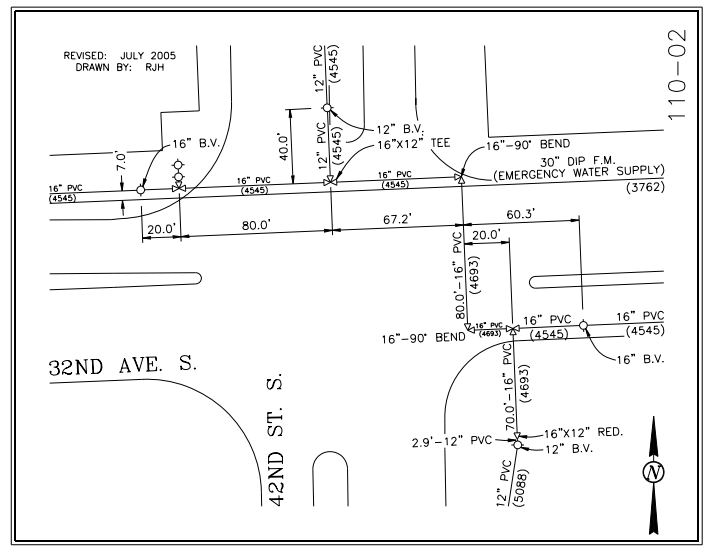 REVISED: JULY 2005
DRAWN BY: RJH
110-02
12" PVC
(4545)
16" B.V.
7.0'
40.0'
12" PVC
(4545)
12" B.V.
16"X12" TEE
16"-90° BEND
30" DIP F.M.
(EMERGENCY WATER SUPPLY)
(3762)
16" PVC
(4545)
16" PVC
(4545)
16" PVC
(4545)
20.0'
80.0'
67.2'
60.3'
20.0'
80.0'-16" PVC
(4693)
16" PVC
(4693)
16" PVC
(4545)
16" PVC
(4545)
16"-90° BEND
16" B.V.
32ND AVE. S.
42ND ST. S.
70.0'-16" PVC
(4693)
2.9'-12" PVC
16"X12" RED.
12" B.V.
12" PVC
(5088)
N